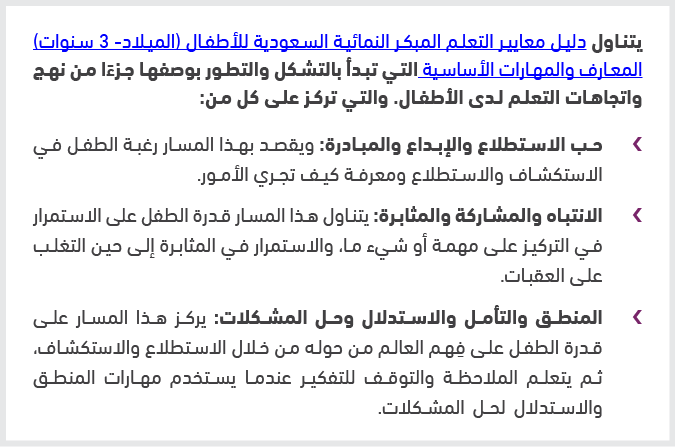 يتناول دليل معايير التعلم المبكر النمائية السعودية للأطفال (الميلاد- 3 سنوات)
المعارف والمهارات الأساسية التي تبدأ بالتشكل والتطور بوصفها جزءًا من نهج
واتجاهات التعلم لدى الأطفال. والتي تركز على كل من:
حب الاستطلاع والإبداع والمبادرة: ويقصد بهذا المسار رغبة الطفل في
الاستكشاف والاستطلاع ومعرفة كيف تجري الأمور.
الانتباه والمشاركة والمثابرة: يتناول هذا المسار قدرة الطفل على الاستمرار
في التركيز على مهمة أو شيء ما، والاستمرار في المثابرة إلى حين التغلب
على العقبات.
المنطق والتأمل والاستدلال وحل المشكلات: يركز هذا المسار على
قدرة الطفل على فهم العالم من حوله من خلال الاستطلاع والاستكشاف،
ثم يتعلم الملاحظة والتوقف للتفكير عندما يستخدم مهارات المنطق
والاستدلال لحل المشكلات.